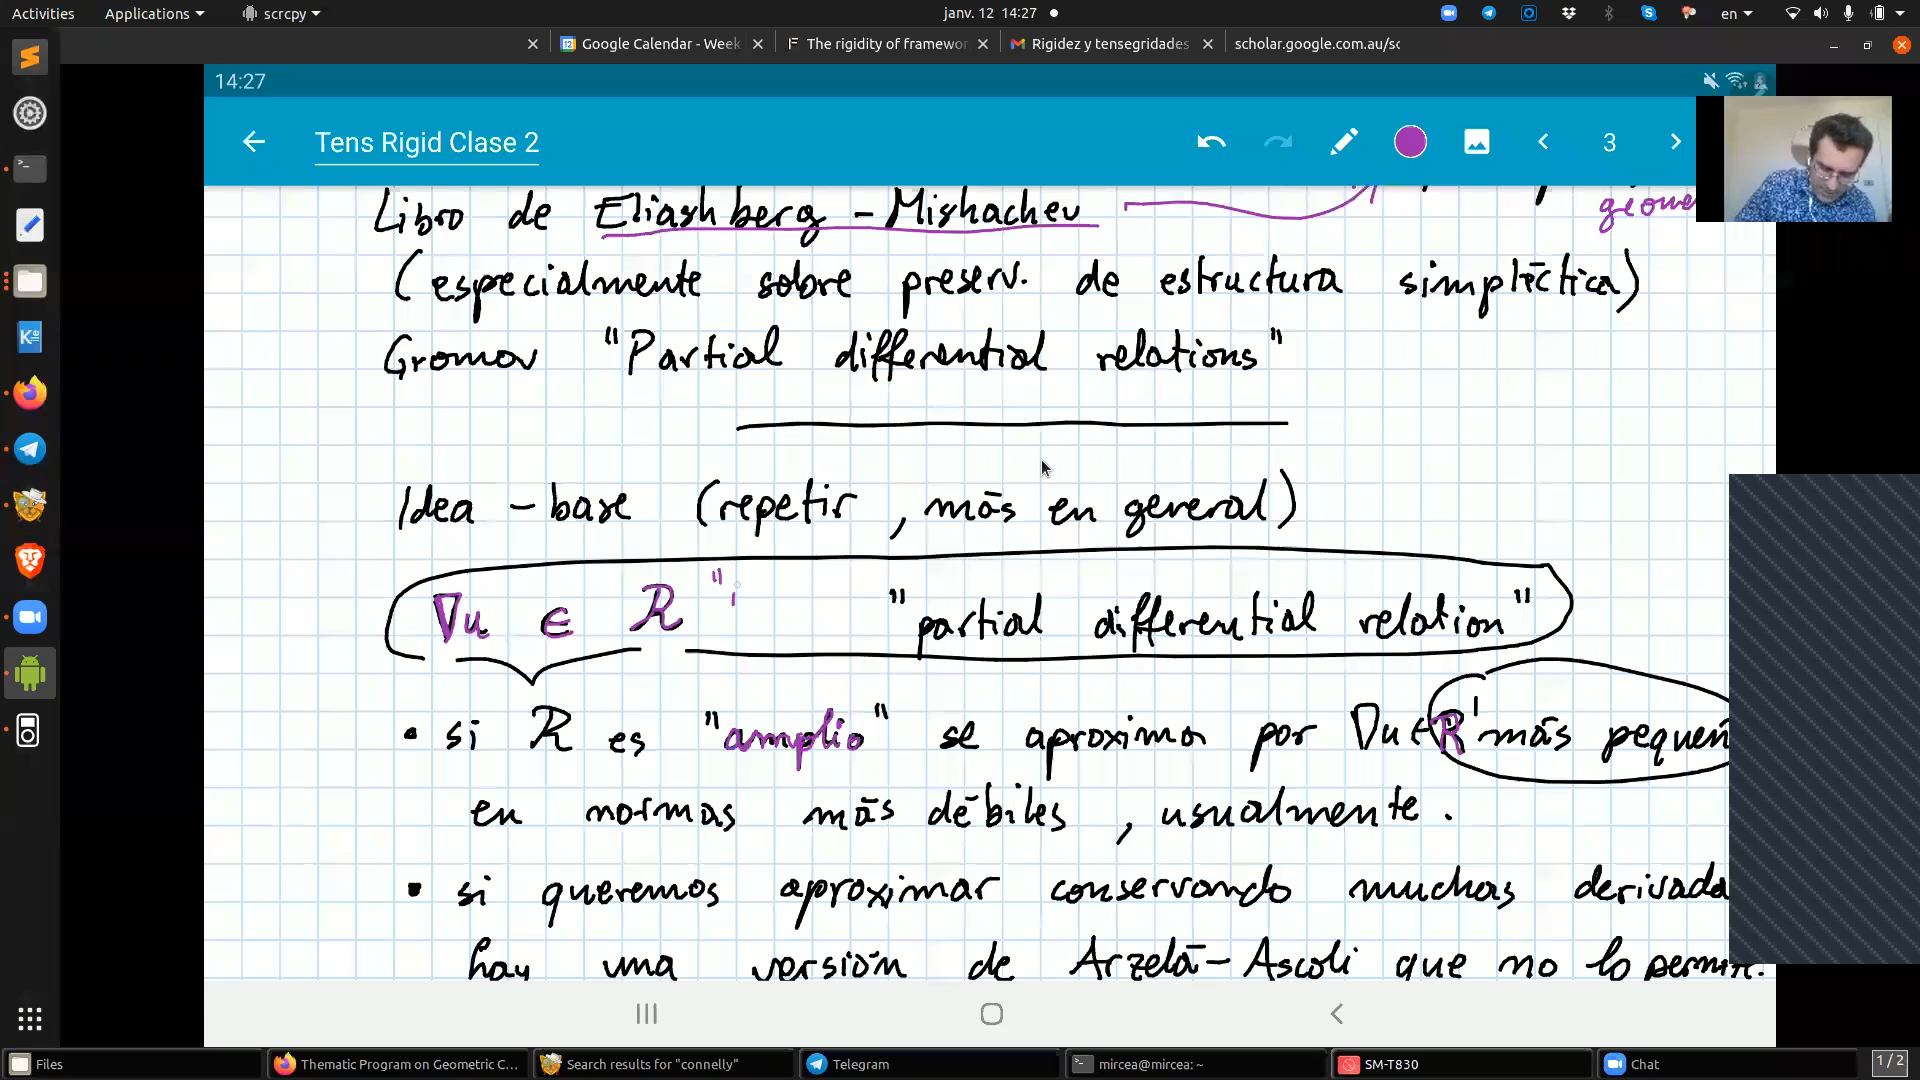 Activities Applications scrcpy janv. 12 14:27 en
Google Calendar - Week The rigidity of framewor Rigidez y tensegridades scholar.google.com.au/sc
14:27
Tens Rigid Clase 2 3
Libro de Eliashberg - Mishachev geome
(especialmente sobre preserv. de estructura simpléctica)
Gromov "Partial differential relations"
Idea - base (repetir, más en general)
∇u ∈ R " "partial differential relation"
• si R es "amplio" se aproxima por ∇u ∈ R' más pequeñ
en normas más débiles, usualmente.
• si queremos aproximar conservando muchas derivada
hay una versión de Arzelà-Ascoli que no lo permite.
Files Thematic Program on Geometric C... Search results for "connelly" Telegram mircea@mircea: ~ SM-T830 Chat 1 / 2